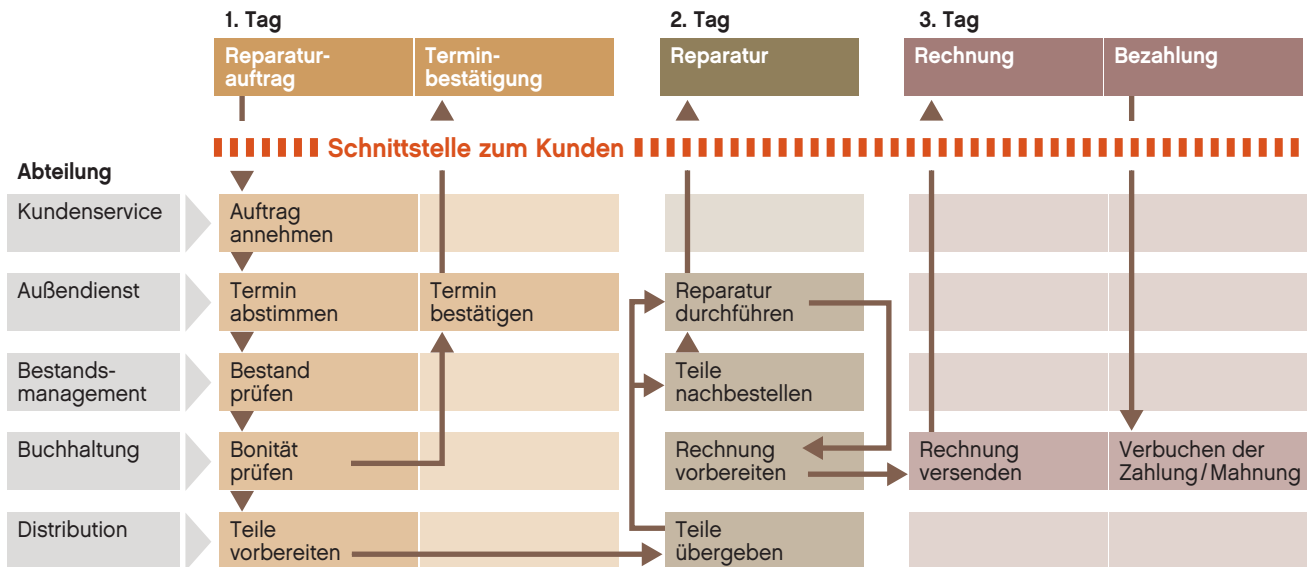 1. Tag
2. Tag
3. Tag
Reparatur-
auftrag
Termin-
bestätigung
Reparatur
Rechnung
Bezahlung
Schnittstelle zum Kunden
Abteilung
Kundenservice
Auftrag
annehmen
Außendienst
Termin
abstimmen
Termin
bestätigen
Reparatur
durchführen
Bestands-
management
Bestand
prüfen
Teile
nachbestellen
Buchhaltung
Bonität
prüfen
Rechnung
vorbereiten
Rechnung
versenden
Verbuchen der
Zahlung/Mahnung
Distribution
Teile
vorbereiten
Teile
übergeben